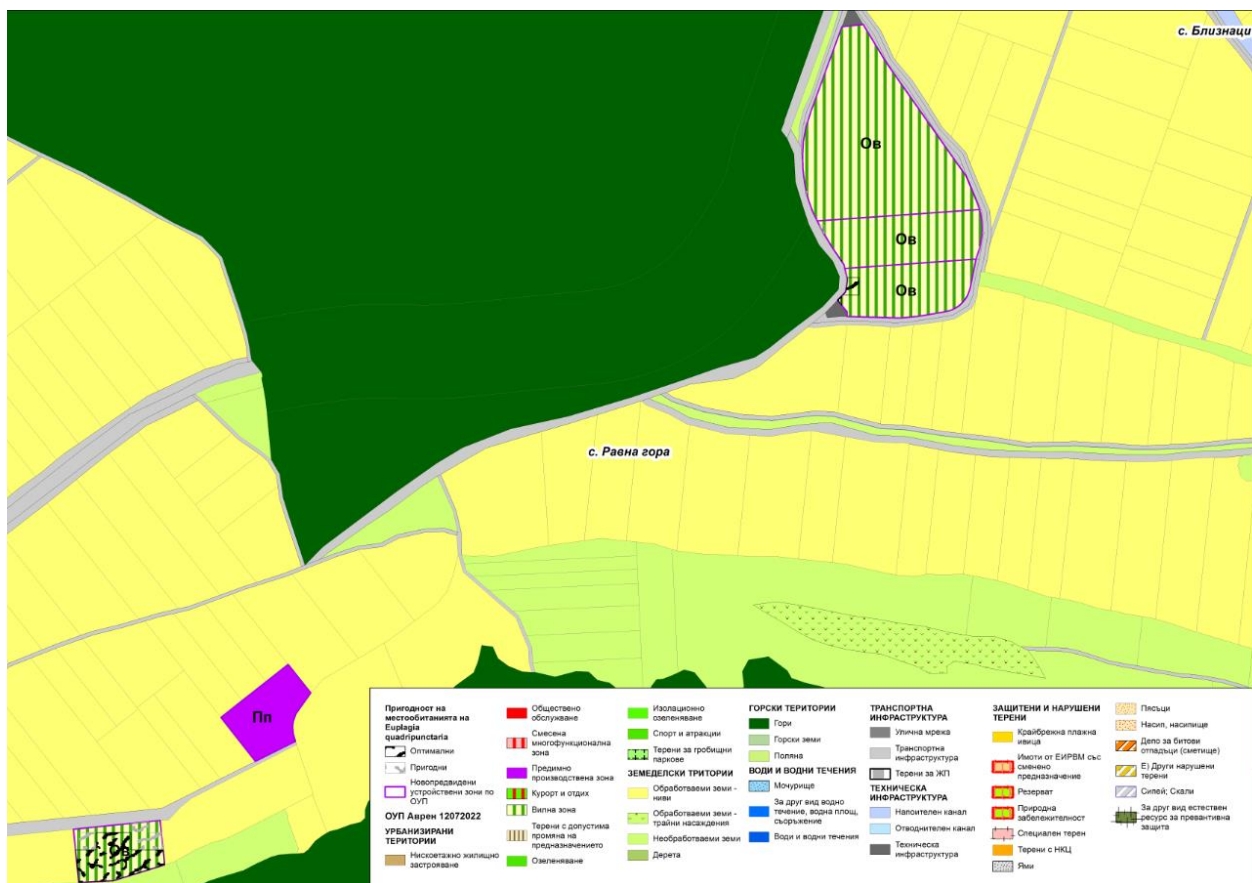 с. Близнаци
Ов
Ов
Ов
с. Равна гора
Пп
Пригодност на
местообитанията на
Euplagia
quadripunctaria
Оптимални
Пригодни
Новопредвидени
устройствени зони по
ОУП
ОУП Аврен 12072022
УРБАНИЗИРАНИ
ТЕРИТОРИИ
Нискоетажно жилищно
застрояване
Обществено
обслужване
Смесена
многофункционална
зона
Предимно
производствена зона
Курорт и отдих
Вилна зона
Терени с допустима
промяна на
предназначението
Озеленяване
Изолационно
озеленяване
Спорт и атракции
Терени за гробищни
паркове
ЗЕМЕДЕЛСКИ ТРИТОРИИ
Обработваеми земи -
ниви
Обработваеми земи -
трайни насаждения
Необработваеми земи
Дерета
ГОРСКИ ТЕРИТОРИИ
Гори
Горски земи
Поляна
ВОДИ И ВОДНИ ТЕЧЕНИЯ
Мочурище
За друг вид водно
течение, водна площ,
съоръжение
Води и водни течения
ТРАНСПОРТНА
ИНФРАСТРУКТУРА
Улична мрежа
Транспортна
инфраструктура
Терени за ЖП
ТЕХНИЧЕСКА
ИНФРАСТРУКТУРА
Напоителен канал
Отводнителен канал
Техническа
инфраструктура
ЗАЩИТЕНИ И НАРУШЕНИ
ТЕРЕНИ
Крайбрежна плажна
ивица
Имоти от ЕИРВМ със
сменено
предназначение
Резерват
Природна
забележителност
Специален терен
Терени с НКЦ
Ями
Пясъци
Насип, насипище
Депо за битови
отпадъци (сметище)
Е) Други нарушени
терени
Сипей; Скали
За друг вид естествен
ресурс за превантивна
защита